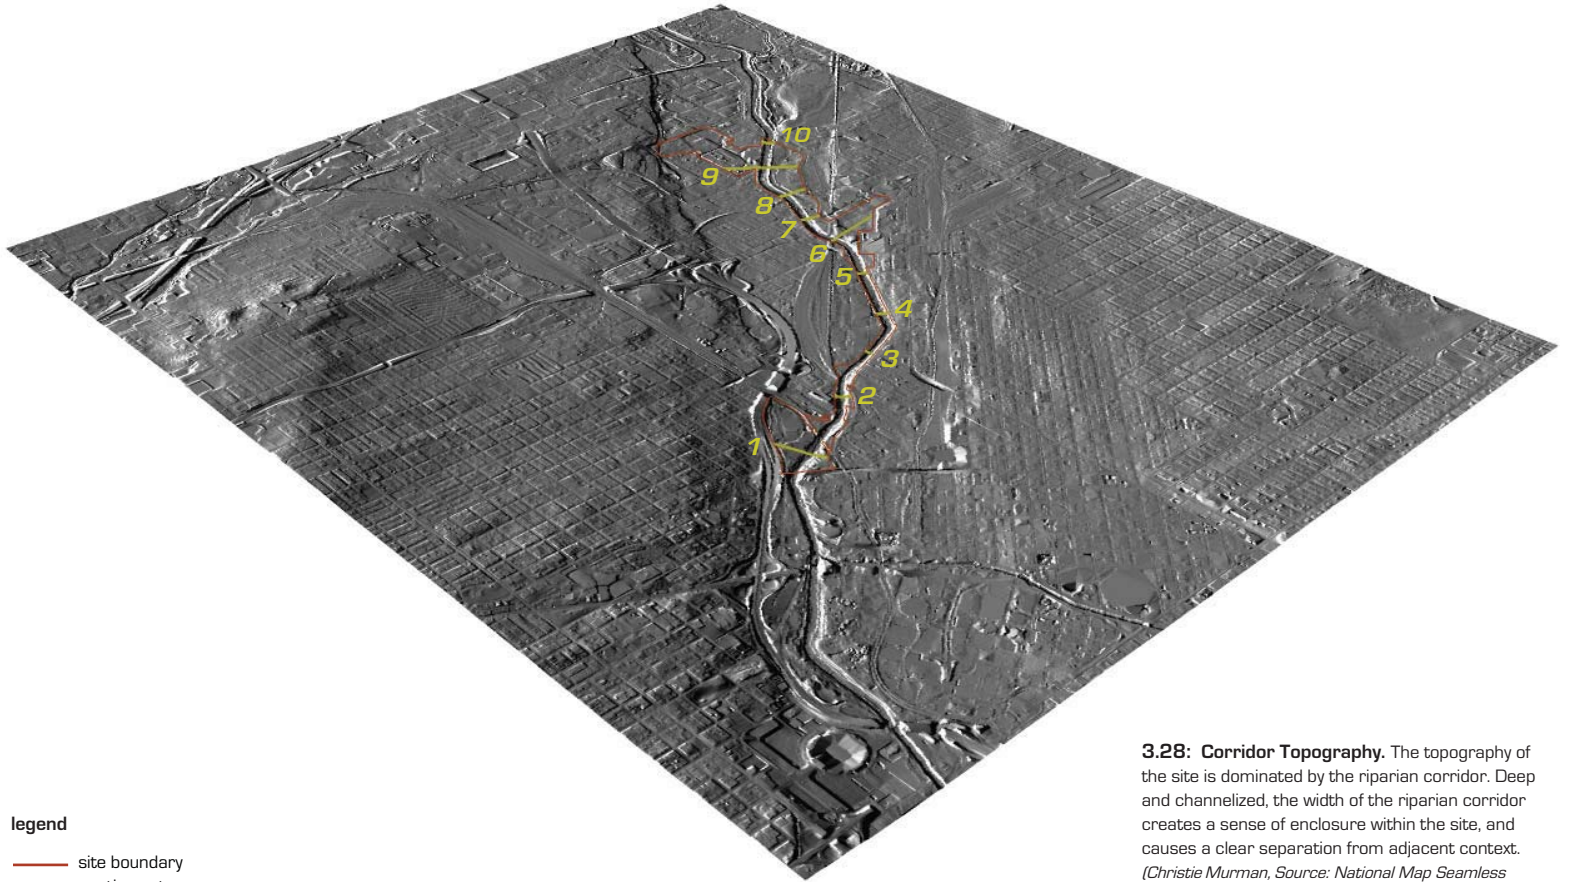 10
9
8
7
6
5
4
3
2
1
3.28: Corridor Topography. The topography of
the site is dominated by the riparian corridor. Deep
and channelized, the width of the riparian corridor
creates a sense of enclosure within the site, and
causes a clear separation from adjacent context.
(Christie Murman, Source: National Map Seamless
legend
site boundary